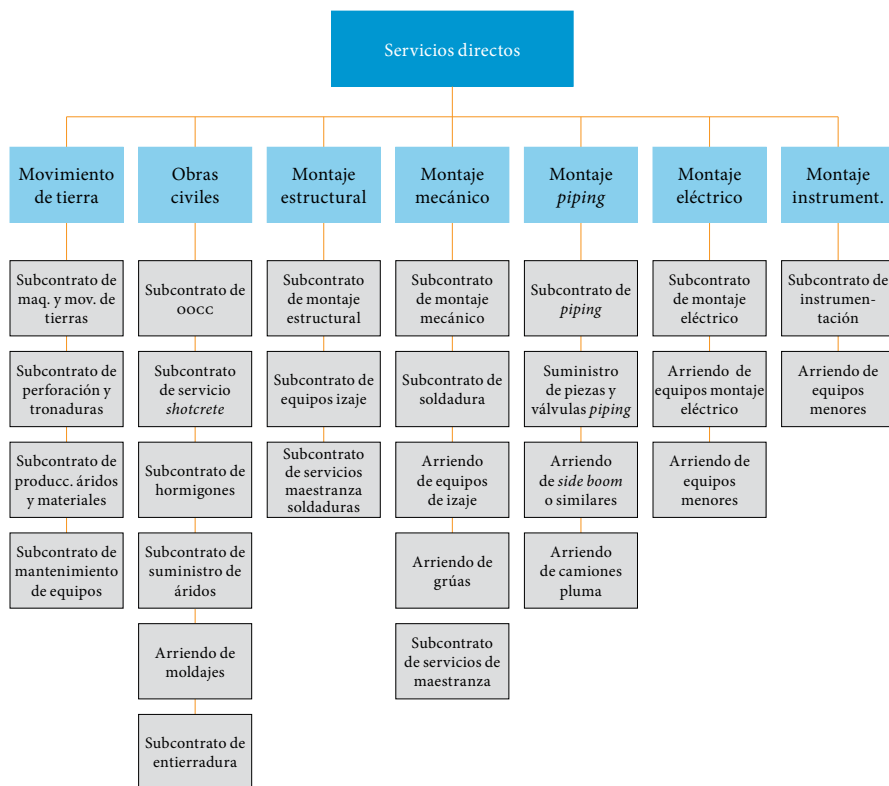 Servicios directos
Movimiento
de tierra
Subcontrato de
maq. y mov. de
tierras
Subcontrato de
perforación y
tronaduras
Subcontrato de
producc. áridos
y materiales
Subcontrato de
mantenimiento
de equipos
Obras
civiles
Subcontrato de
OOCC
Subcontrato
de servicio
shotcrete
Subcontrato de
hormigones
Subcontrato de
suministro de
áridos
Arriendo de
moldajes
Subcontrato de
entierradura
Montaje
estructural
Subcontrato
de montaje
estructural
Subcontrato de
equipos izaje
Subcontrato
de servicios
maestranza
soldaduras
Montaje
mecánico
Subcontrato
de montaje
mecánico
Subcontrato de
soldadura
Arriendo
de equipos
de izaje
Arriendo de
grúas
Subcontrato
de servicios de
maestranza
Montaje
piping
Subcontrato de
piping
Suministro
de piezas y
válvulas piping
Arriendo
de side boom
o similares
Arriendo
de camiones
pluma
Montaje
eléctrico
Subcontrato
de montaje
eléctrico
Arriendo de
equipos montaje
eléctrico
Arriendo de
equipos
menores
Montaje
instrument.
Subcontrato de
instrumen-
tación
Arriendo de
equipos
menores